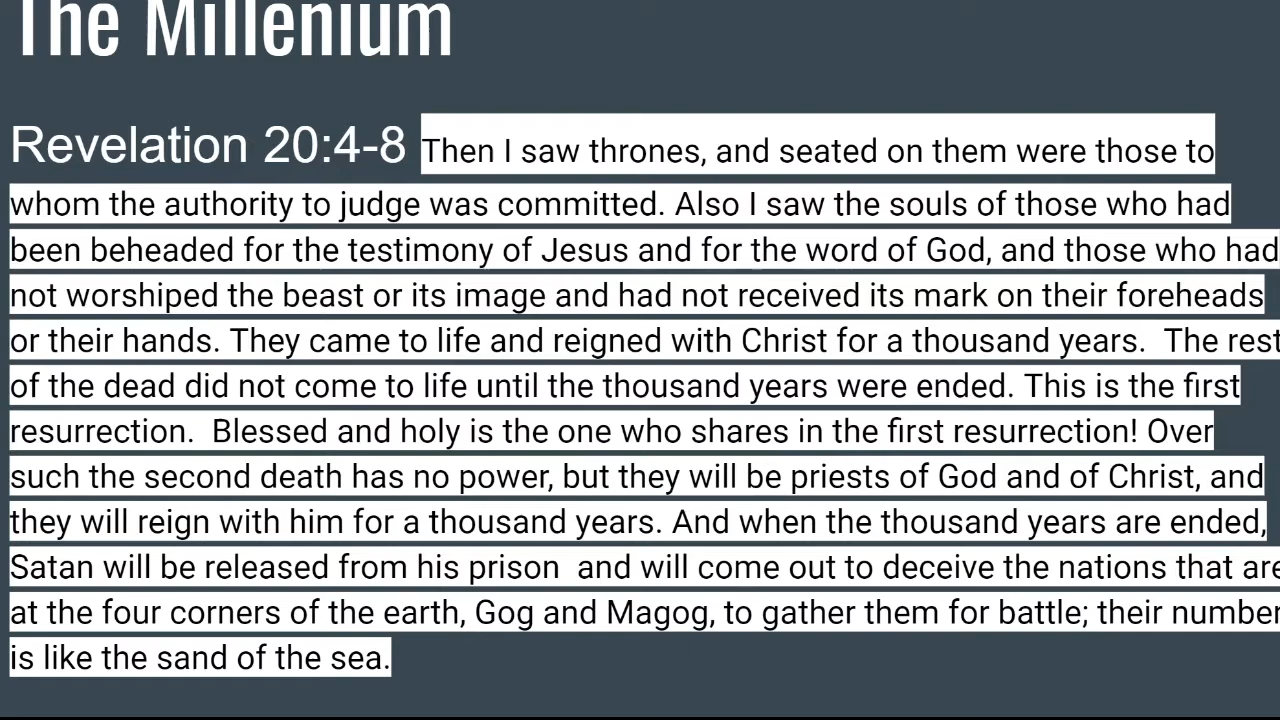 The Millenium
Revelation 20:4-8 Then I saw thrones, and seated on them were those to
whom the authority to judge was committed. Also I saw the souls of those who had
been beheaded for the testimony of Jesus and for the word of God, and those who had
not worshiped the beast or its image and had not received its mark on their foreheads
or their hands. They came to life and reigned with Christ for a thousand years.  The rest
of the dead did not come to life until the thousand years were ended. This is the first
resurrection.  Blessed and holy is the one who shares in the first resurrection! Over
such the second death has no power, but they will be priests of God and of Christ, and
they will reign with him for a thousand years. And when the thousand years are ended,
Satan will be released from his prison  and will come out to deceive the nations that are
at the four corners of the earth, Gog and Magog, to gather them for battle; their number
is like the sand of the sea.